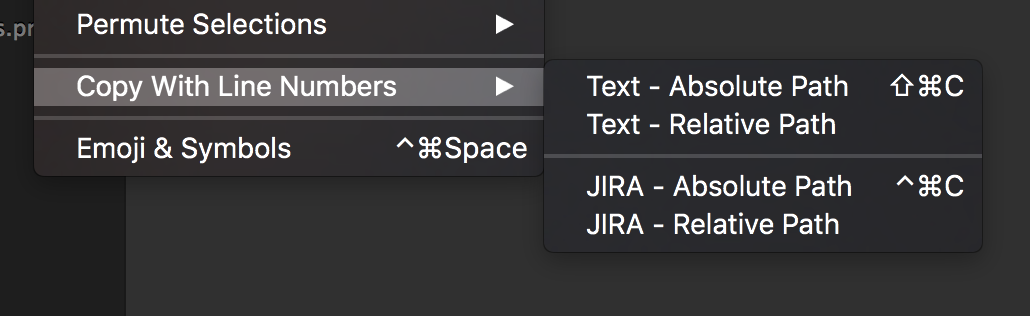 s.pr
Permute Selections ▶
Copy With Line Numbers ▶
Emoji & Symbols ^⌘Space
Text - Absolute Path ⇧⌘C
Text - Relative Path
JIRA - Absolute Path ^⌘C
JIRA - Relative Path